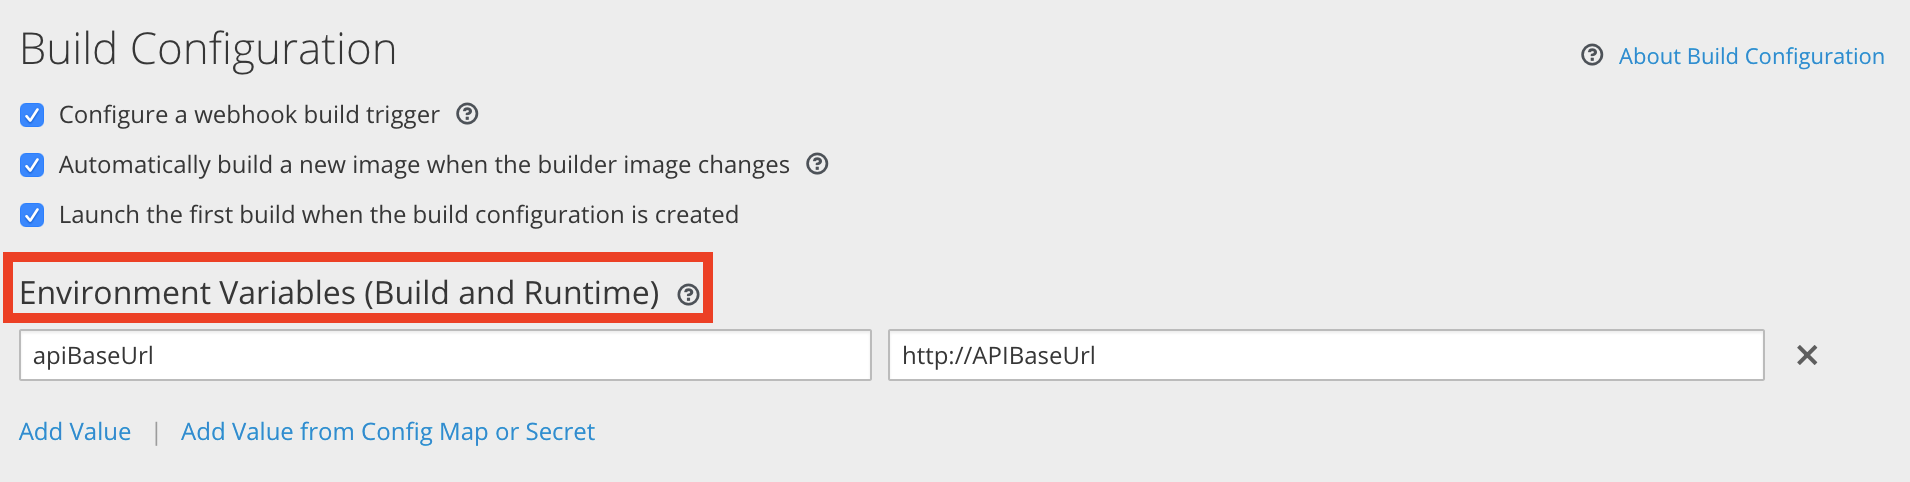 Build Configuration
About Build Configuration
Configure a webhook build trigger
Automatically build a new image when the builder image changes
Launch the first build when the build configuration is created
Environment Variables (Build and Runtime)
apiBaseUrl http://APIBaseUrl
Add Value | Add Value from Config Map or Secret